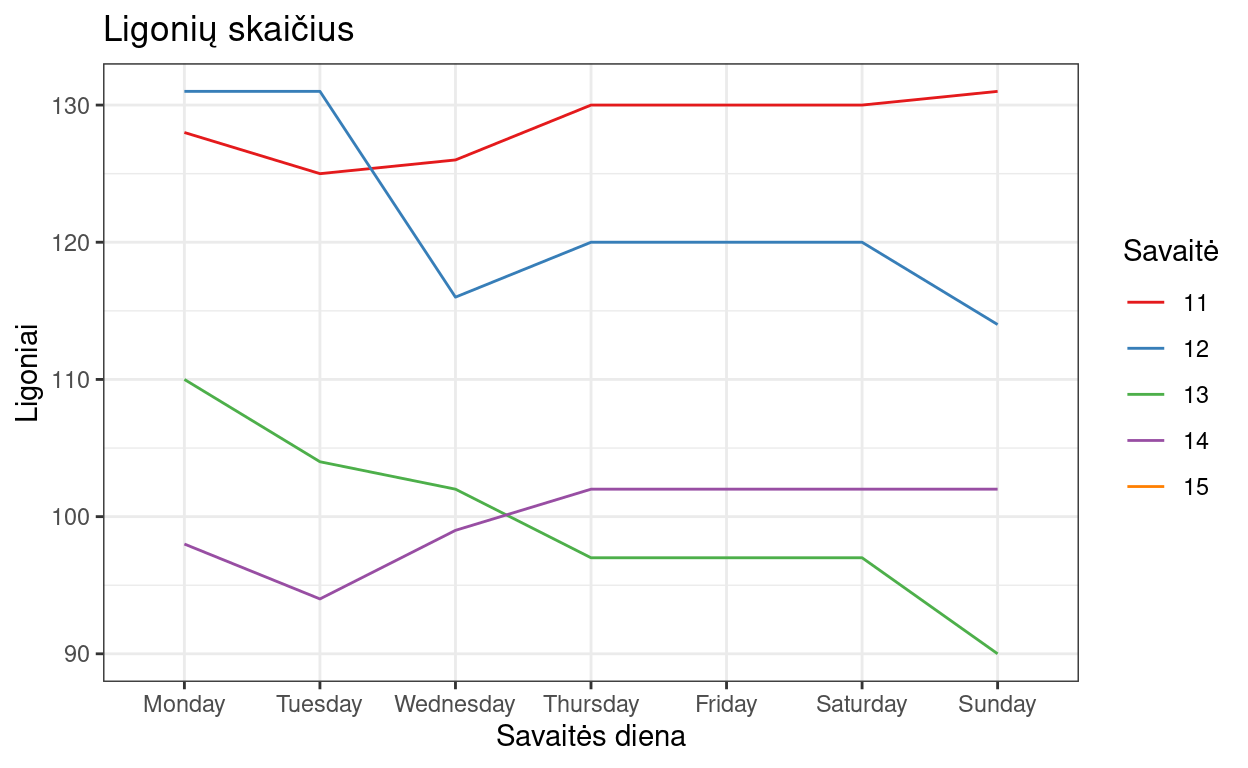 Ligonių skaičius
Ligoniai
130
120
110
100
90
Monday Tuesday Wednesday Thursday Friday Saturday Sunday
Savaitės diena
Savaitė
11
12
13
14
15